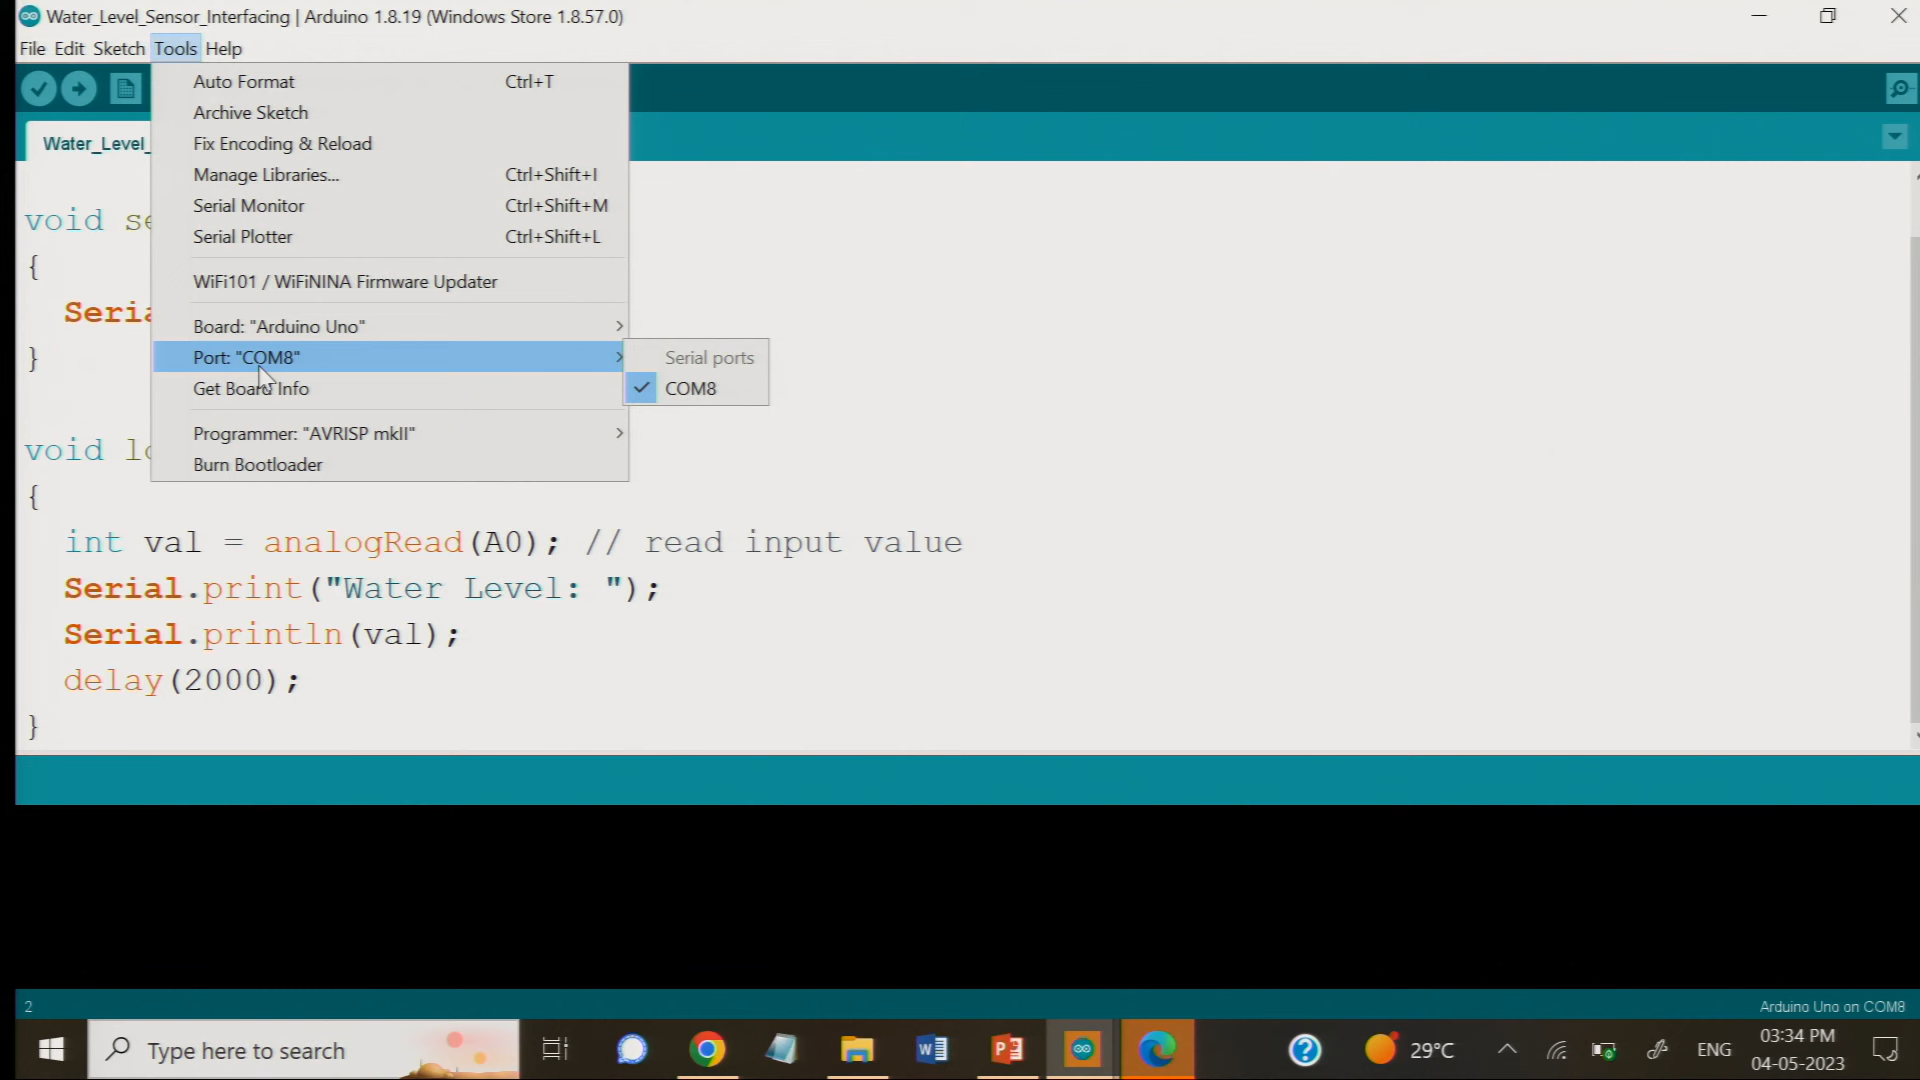 Water_Level_Sensor_Interfacing | Arduino 1.8.19 (Windows Store 1.8.57.0)
File Edit Sketch Tools Help
Auto Format Ctrl+T
Archive Sketch
Fix Encoding & Reload
Manage Libraries... Ctrl+Shift+I
Serial Monitor Ctrl+Shift+M
Serial Plotter Ctrl+Shift+L
WiFi101 / WiFiNINA Firmware Updater
Board: "Arduino Uno"
Port: "COM8"
Get Board Info
Programmer: "AVRISP mkII"
Burn Bootloader
Serial ports
COM8
Water_Level_
void se
{
Seria
}
void lo
{
int val = analogRead(A0); // read input value
Serial.print("Water Level: ");
Serial.println(val);
delay(2000);
}
2
Arduino Uno on COM8
Type here to search
29°C
ENG
03:34 PM
04-05-2023